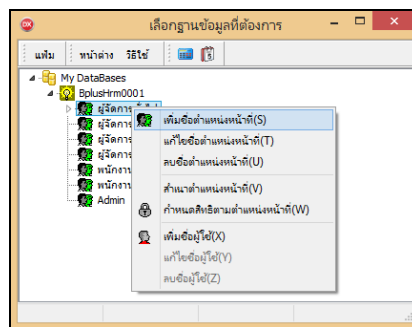 เลือกฐานข้อมูลที่ต้องการ
แฟ้ม หน้าต่าง วิธีใช้
My DataBases
BplusHrm0001
ผู้จัดการ
ผู้จัดการ
ผู้จัดการ
ผู้จัดการ
พนักงาน
พนักงาน
Admin
เพิ่มชื่อตำแหน่งหน้าที่(S)
แก้ไขชื่อตำแหน่งหน้าที่(T)
ลบชื่อตำแหน่งหน้าที่(U)
สำเนาตำแหน่งหน้าที่(V)
กำหนดสิทธิตามตำแหน่งหน้าที่(W)
เพิ่มชื่อผู้ใช้(X)
แก้ไขชื่อผู้ใช้(Y)
ลบชื่อผู้ใช้(Z)